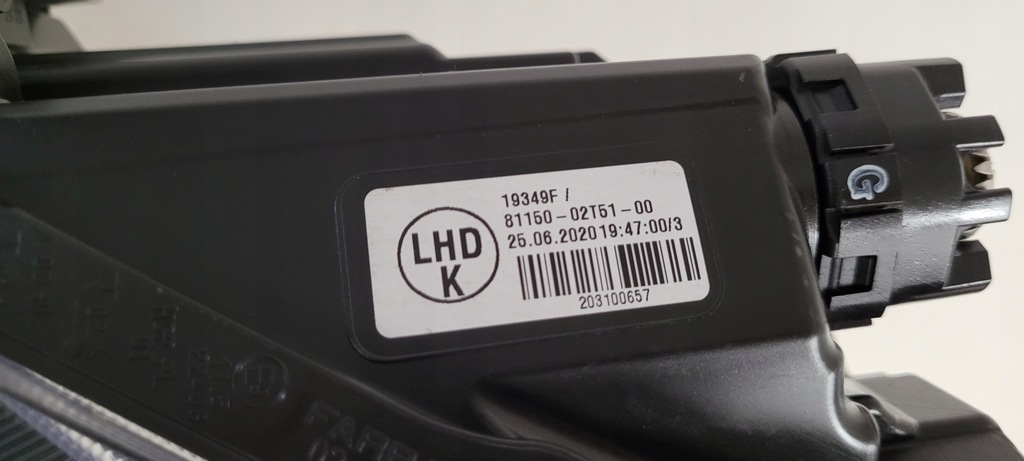 19349F /
81150-02T51-00
25.06.2020 19:47:00/3
LHD
K
203100657
G